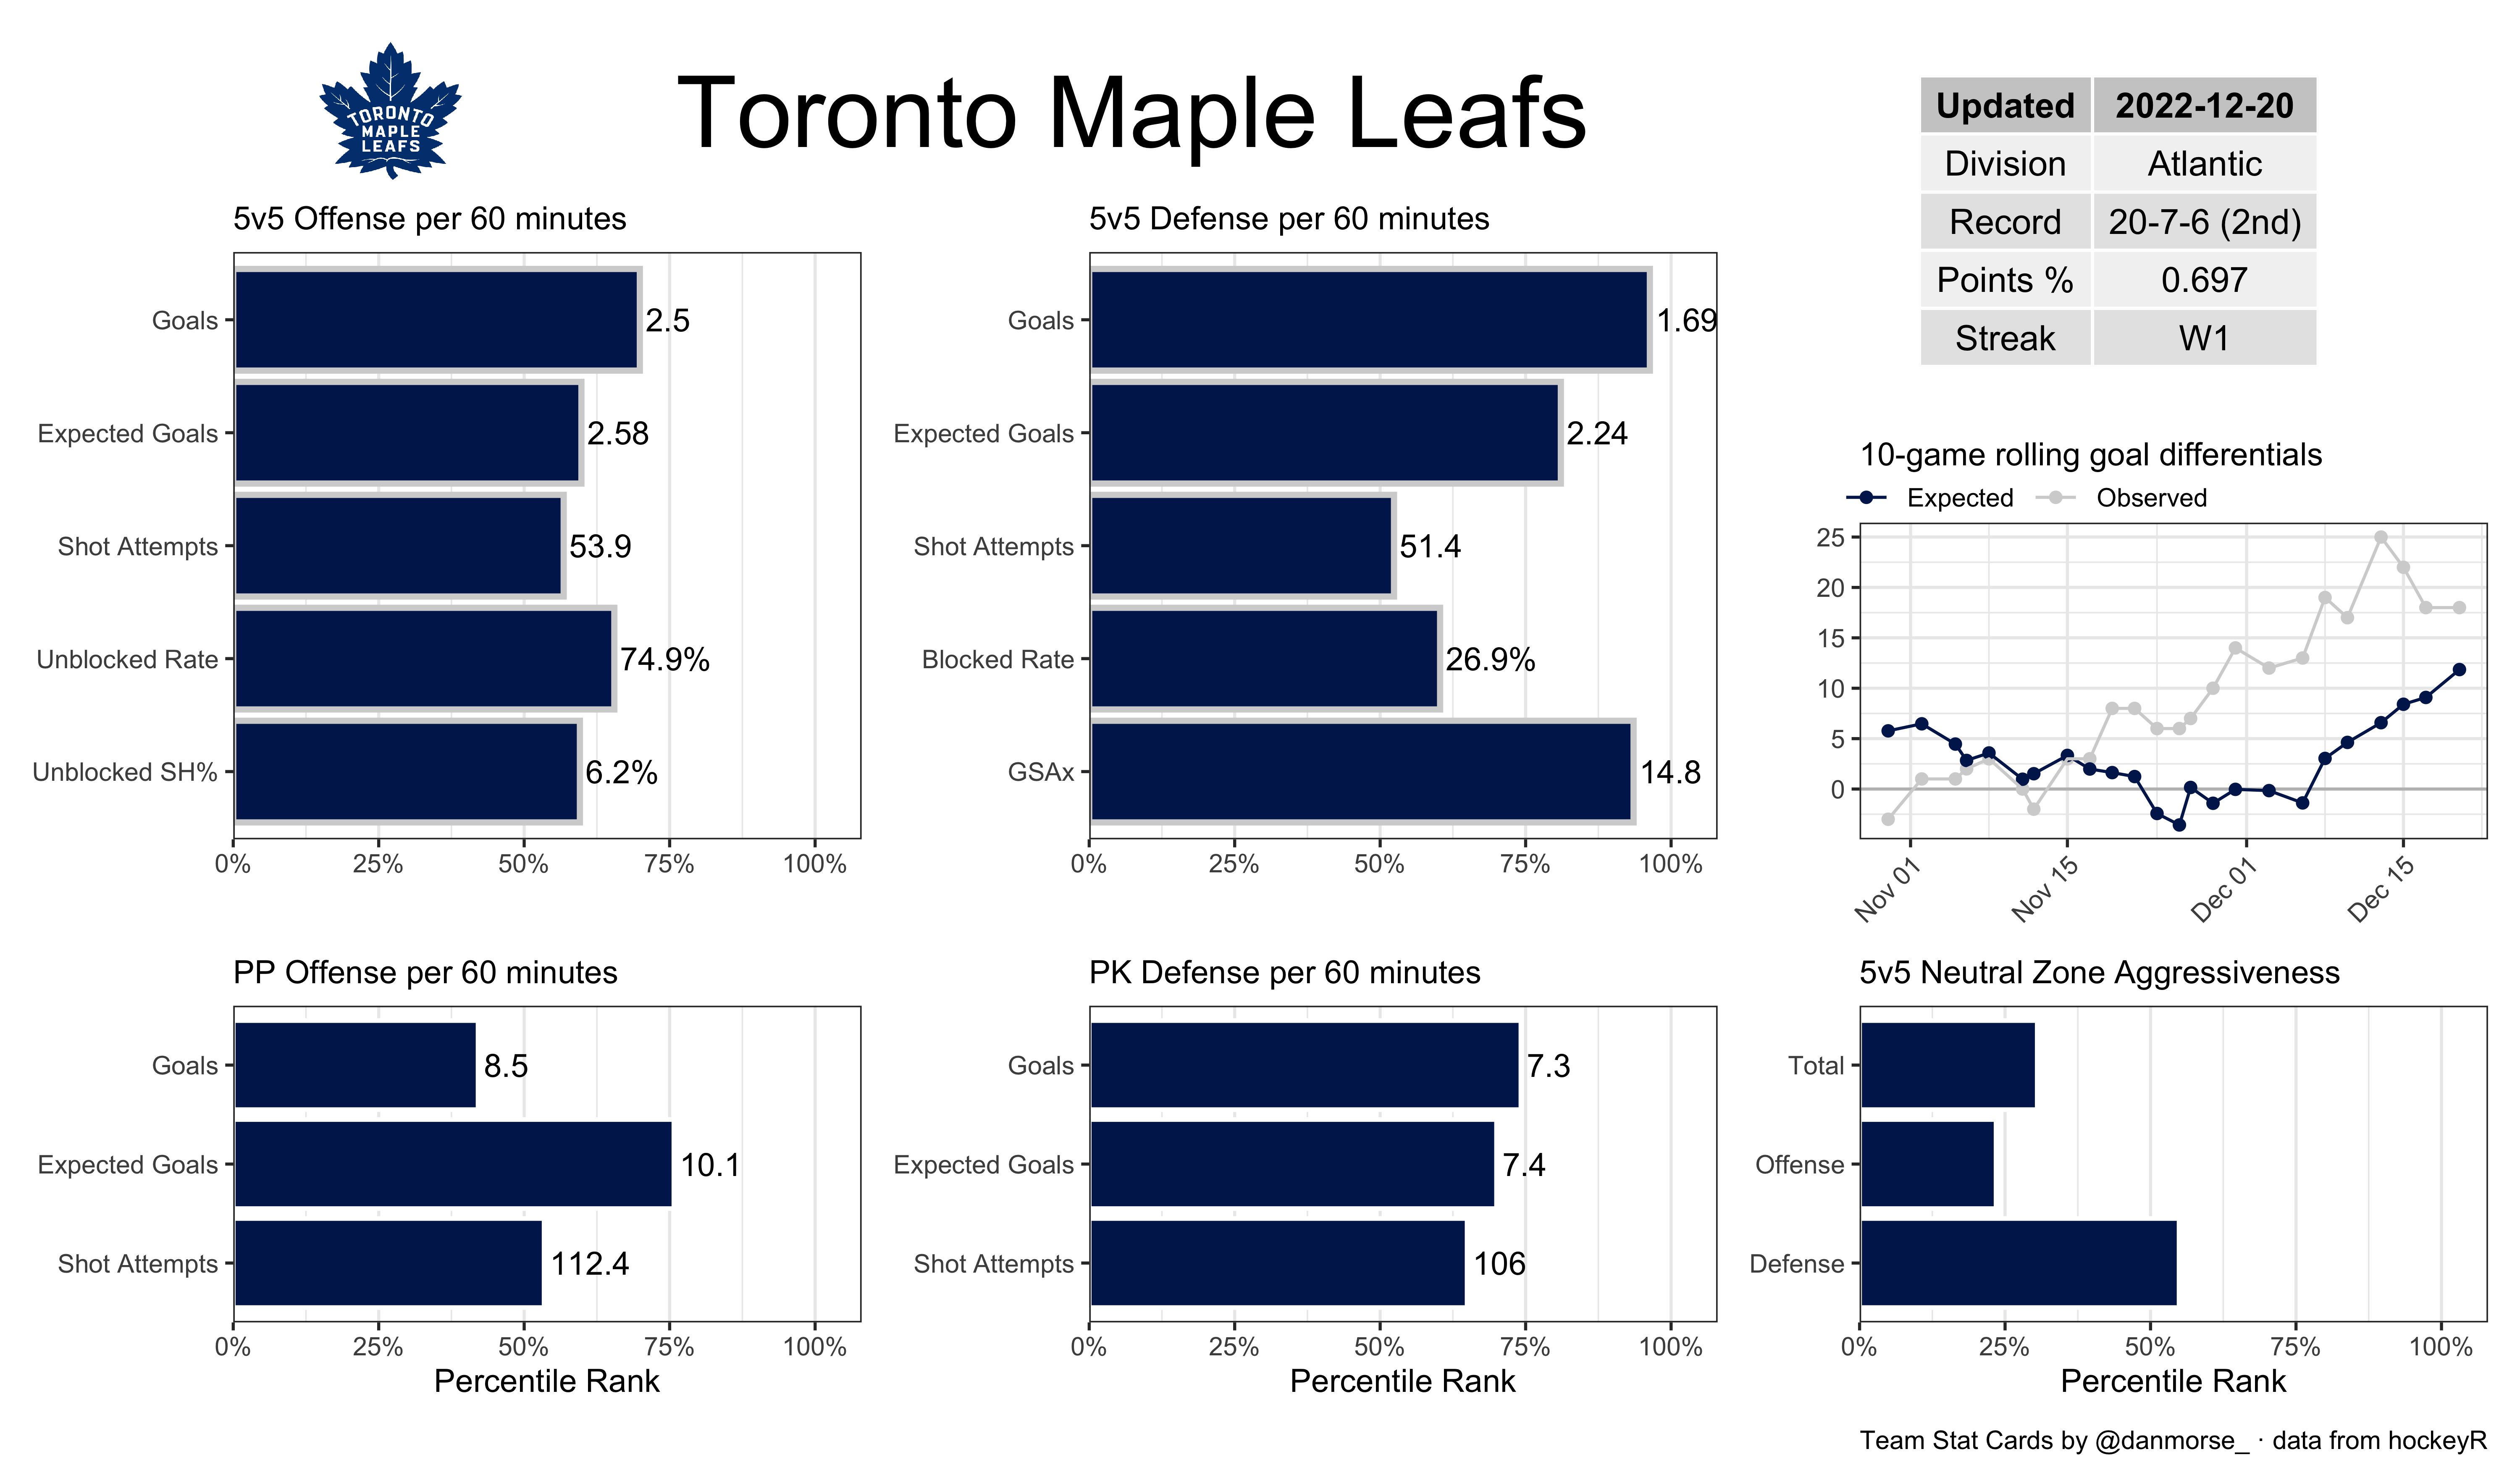 TORONTO
MAPLE
LEAFS
Toronto Maple Leafs
Updated 2022-12-20
Division Atlantic
Record 20-7-6 (2nd)
Points % 0.697
Streak W1
5v5 Offense per 60 minutes
Goals 2.5
Expected Goals 2.58
Shot Attempts 53.9
Unblocked Rate 74.9%
Unblocked SH% 6.2%
0% 25% 50% 75% 100%
5v5 Defense per 60 minutes
Goals 1.69
Expected Goals 2.24
Shot Attempts 51.4
Blocked Rate 26.9%
GSAx 14.8
0% 25% 50% 75% 100%
10-game rolling goal differentials
Expected Observed
25
20
15
10
5
0
Nov 01 Nov 15 Dec 01 Dec 15
PP Offense per 60 minutes
Goals 8.5
Expected Goals 10.1
Shot Attempts 112.4
0% 25% 50% 75% 100%
Percentile Rank
PK Defense per 60 minutes
Goals 7.3
Expected Goals 7.4
Shot Attempts 106
0% 25% 50% 75% 100%
Percentile Rank
5v5 Neutral Zone Aggressiveness
Total
Offense
Defense
0% 25% 50% 75% 100%
Percentile Rank
Team Stat Cards by @danmorse_ · data from hockeyR